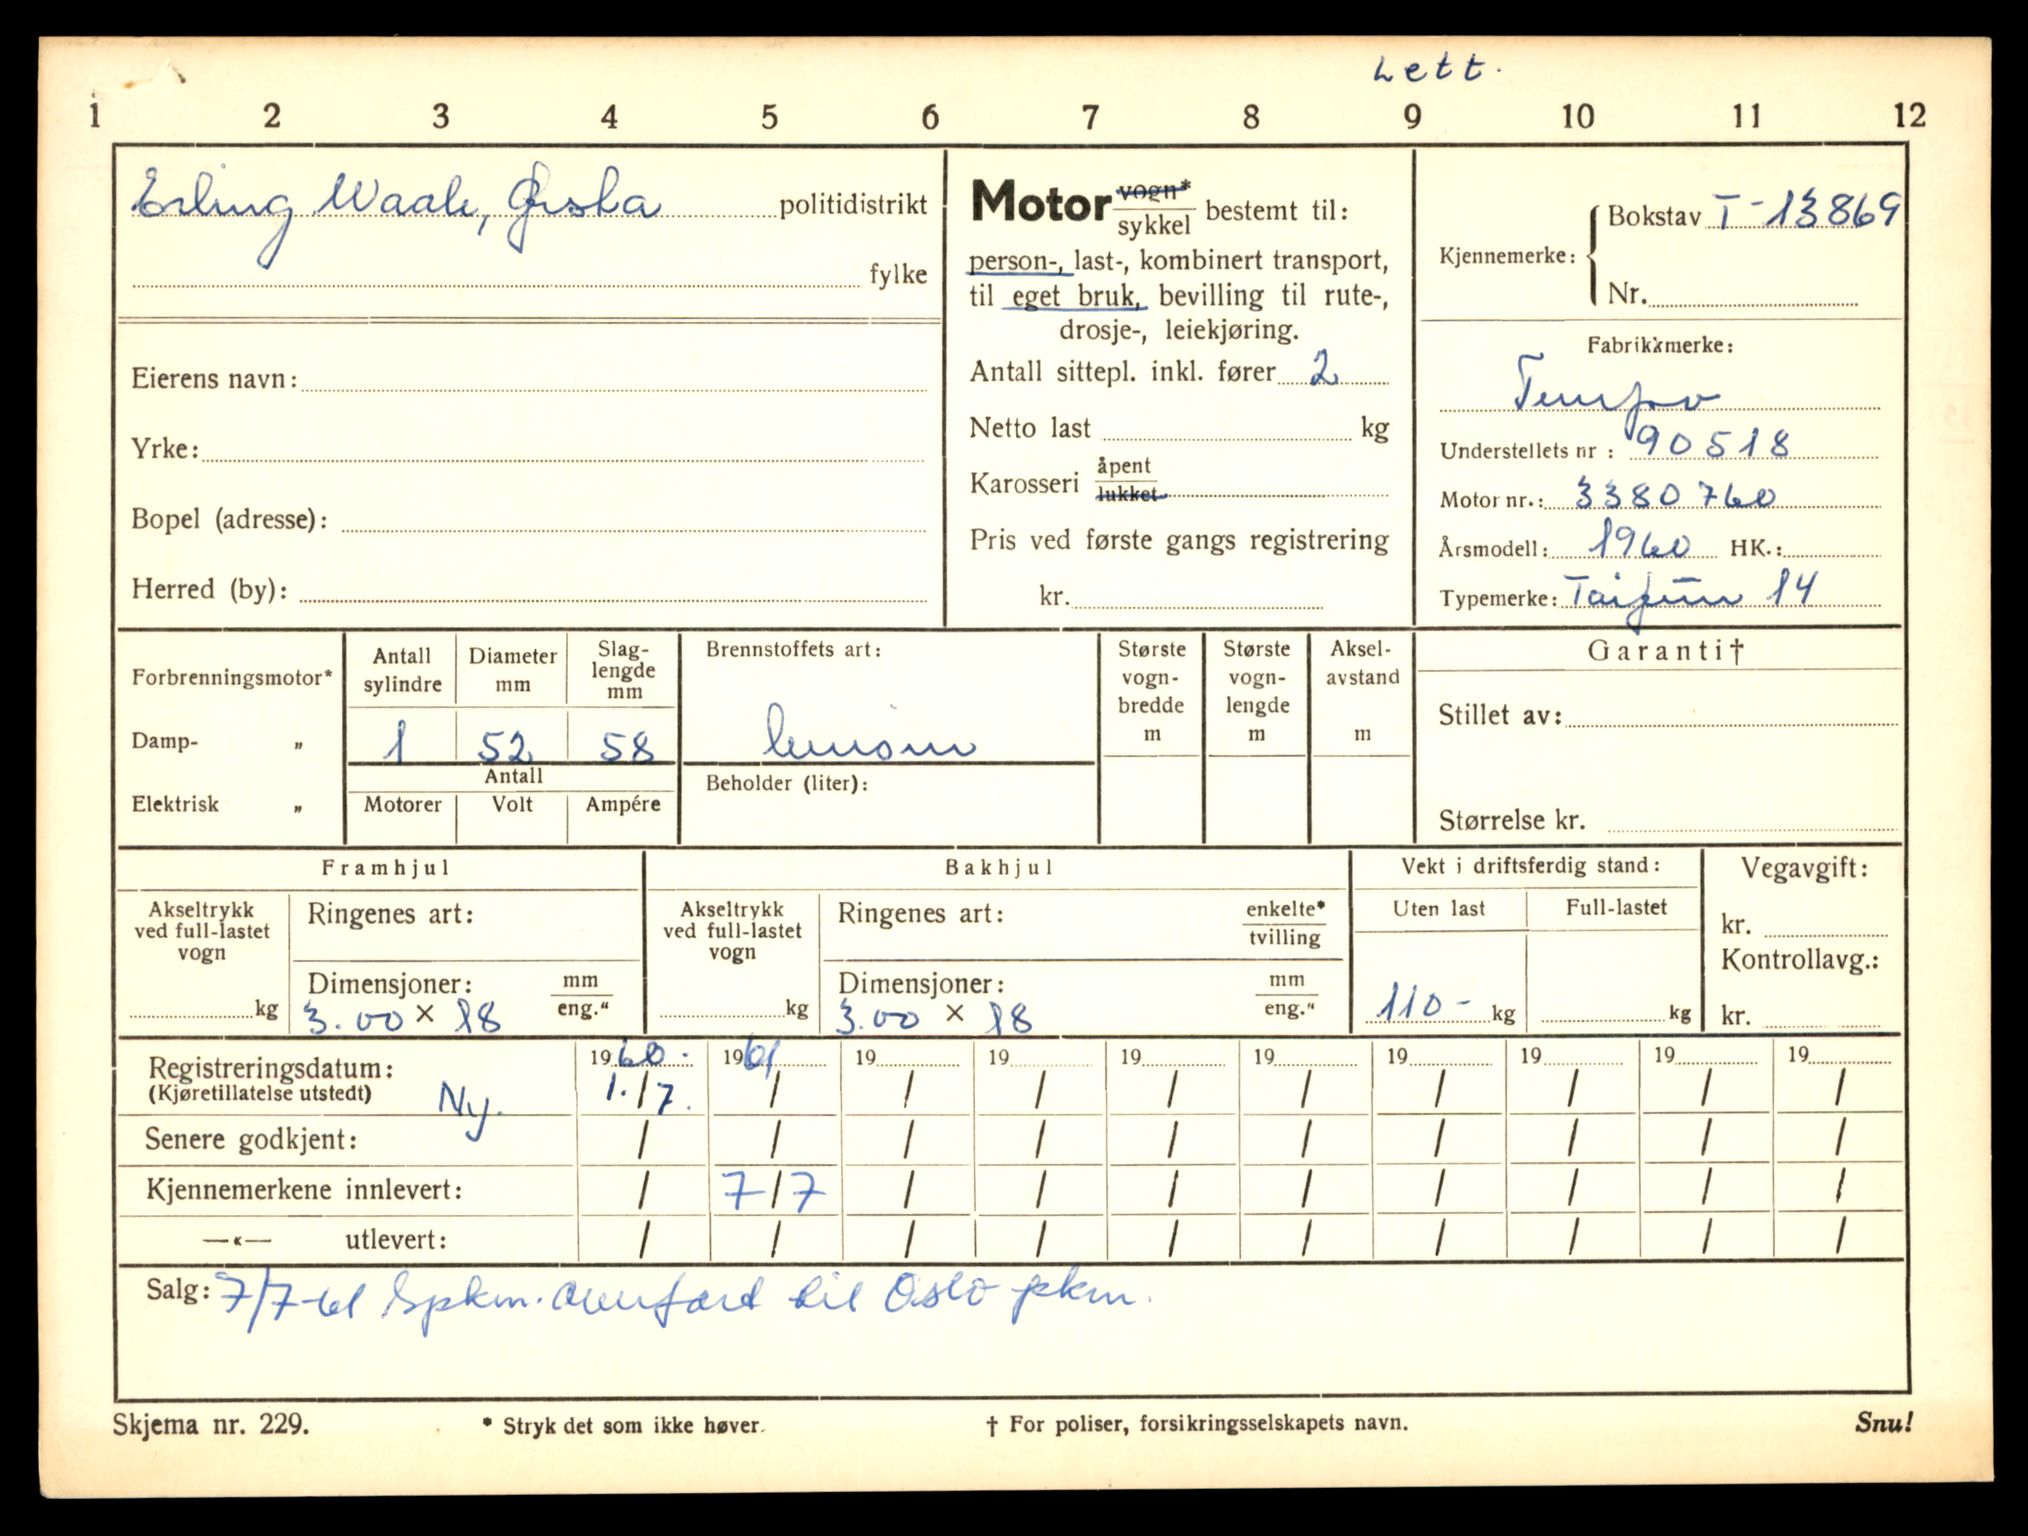 Lett.
1 2 3 4 5 6 7 8 9 10 11 12
Erling Waale, Ørsta politidistrikt
fylke
Eierens navn:
Yrke:
Bopel (adresse):
Herred (by):
Motor vogn* / sykkel bestemt til:
person-, last-, kombinert transport,
til eget bruk, bevilling til rute-,
drosje-, leiekjøring.
Antall sittepl. inkl. fører 2
Netto last kg
Karosseri åpent / lukket
Pris ved første gangs registrering
kr.
Kjennemerke: Bokstav T-13869
Nr.
Fabrikkmerke:
Tempo
Understellets nr : 90518
Motor nr.: 3380760
Årsmodell: 1960 HK.:
Typemerke: Taifun 14
Forbrenningsmotor*
Damp- „
Elektrisk „
Antall sylindre Diameter mm Slag-lengde mm
1 52 58
Antall
Motorer Volt Ampére
Brennstoffets art:
Beholder (liter):
Største vogn-bredde m
Største vogn-lengde m
Aksel-avstand m
Garanti†
Stillet av:
Størrelse kr.
Framhjul
Akseltrykk ved full-lastet vogn
kg
Ringenes art:
Dimensjoner: mm / eng.“
3.00 × 18
Bakhjul
Akseltrykk ved full-lastet vogn
kg
Ringenes art: enkelte* / tvilling
Dimensjoner: mm / eng.“
3.00 × 18
Vekt i driftsferdig stand:
Uten last Full-lastet
110- kg kg
Vegavgift:
kr.
Kontrollavg.:
kr.
Registreringsdatum: 1960. 1961 19 19 19 19 19 19 19 19
(Kjøretillatelse utstedt) Ny. 1./7. / / / / / / / / /
Senere godkjent: / / / / / / / / / /
Kjennemerkene innlevert: / 7/7 / / / / / / / /
—«— utlevert: / / / / / / / / / /
Salg: 7/7-61 overført til Oslo pkm.
Skjema nr. 229. * Stryk det som ikke høver. † For poliser, forsikringsselskapets navn. Snu!